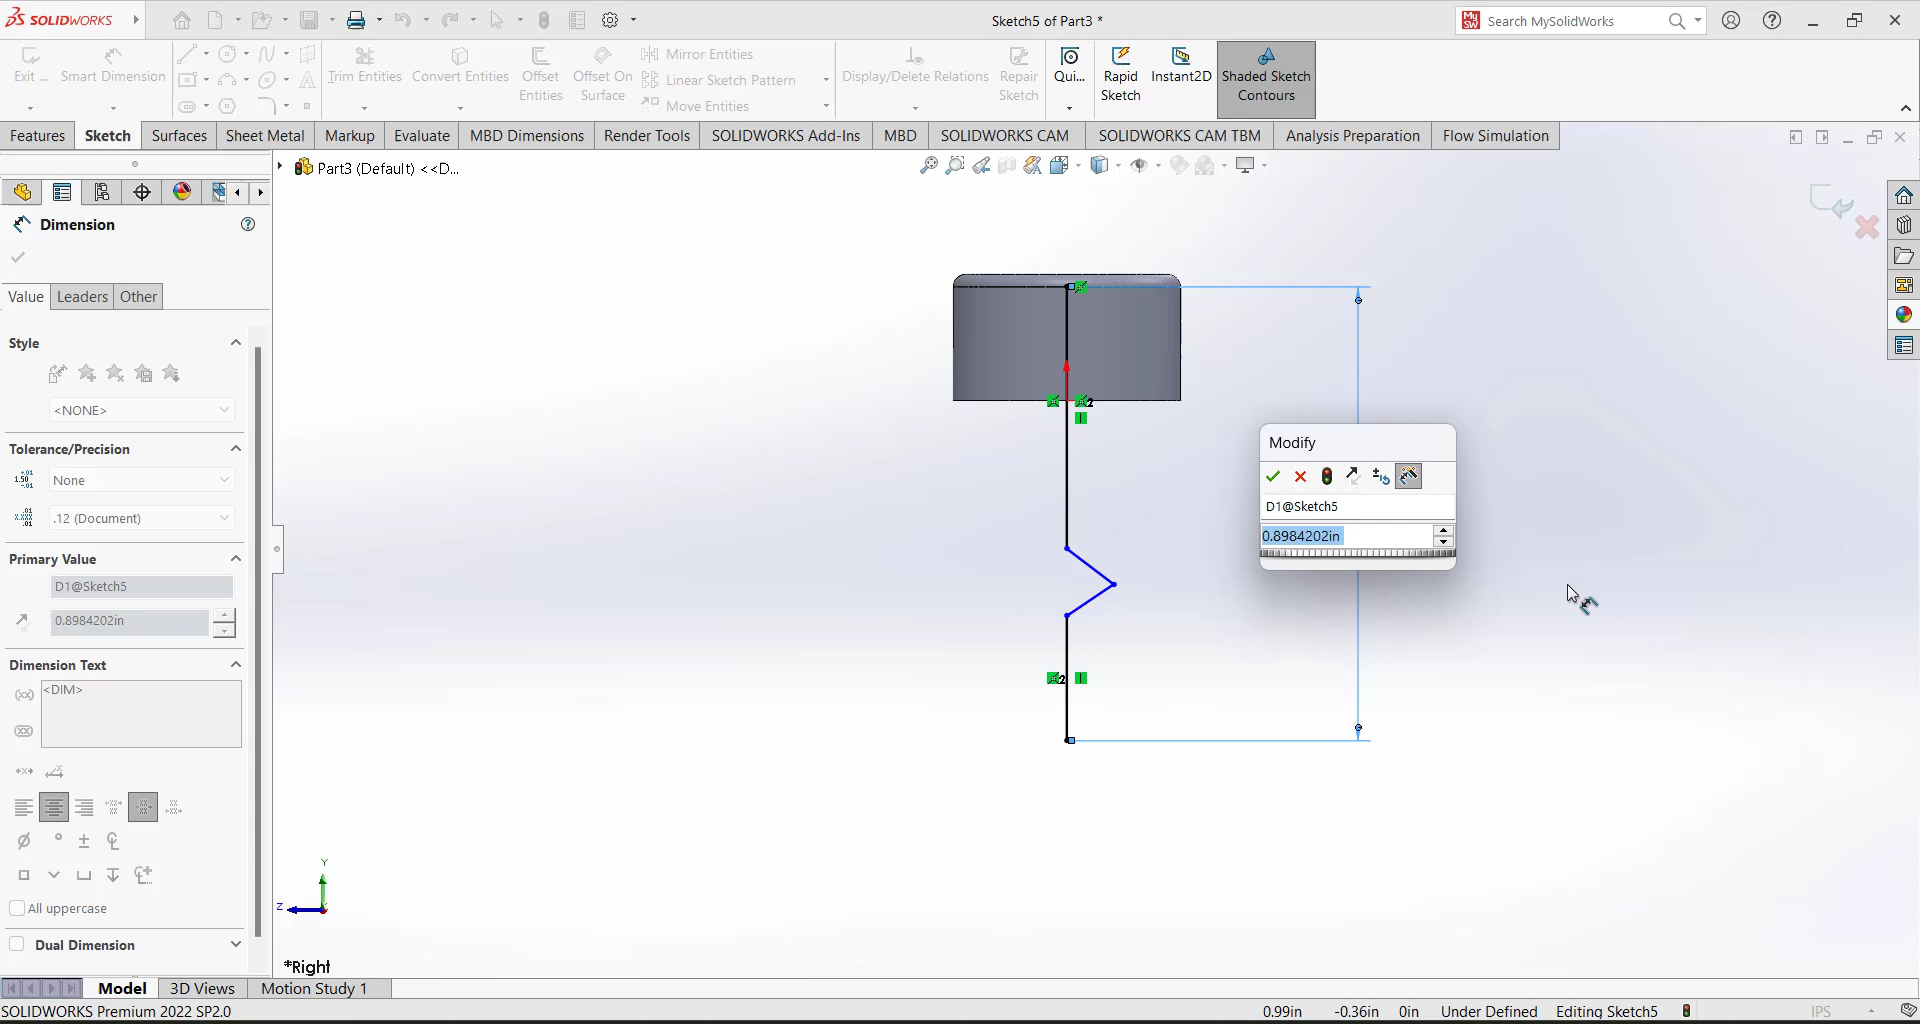 SOLIDWORKS
Sketch5 of Part3 *
Search MySolidWorks
Exit ...
Smart Dimension
Trim Entities
Convert Entities
Offset Entities
Offset On Surface
Mirror Entities
Linear Sketch Pattern
Move Entities
Display/Delete Relations
Repair Sketch
Qui...
Rapid Sketch
Instant2D
Shaded Sketch Contours
Features
Sketch
Surfaces
Sheet Metal
Markup
Evaluate
MBD Dimensions
Render Tools
SOLIDWORKS Add-Ins
MBD
SOLIDWORKS CAM
SOLIDWORKS CAM TBM
Analysis Preparation
Flow Simulation
Part3 (Default) <<D...
Dimension
Value
Leaders
Other
Style
<NONE>
Tolerance/Precision
None
.12 (Document)
Primary Value
D1@Sketch5
0.8984202in
Dimension Text
<DIM>
All uppercase
Dual Dimension
2
2
Modify
D1@Sketch5
0.8984202in
Y
Z
*Right
Model
3D Views
Motion Study 1
SOLIDWORKS Premium 2022 SP2.0
0.99in
-0.36in
0in
Under Defined
Editing Sketch5
IPS